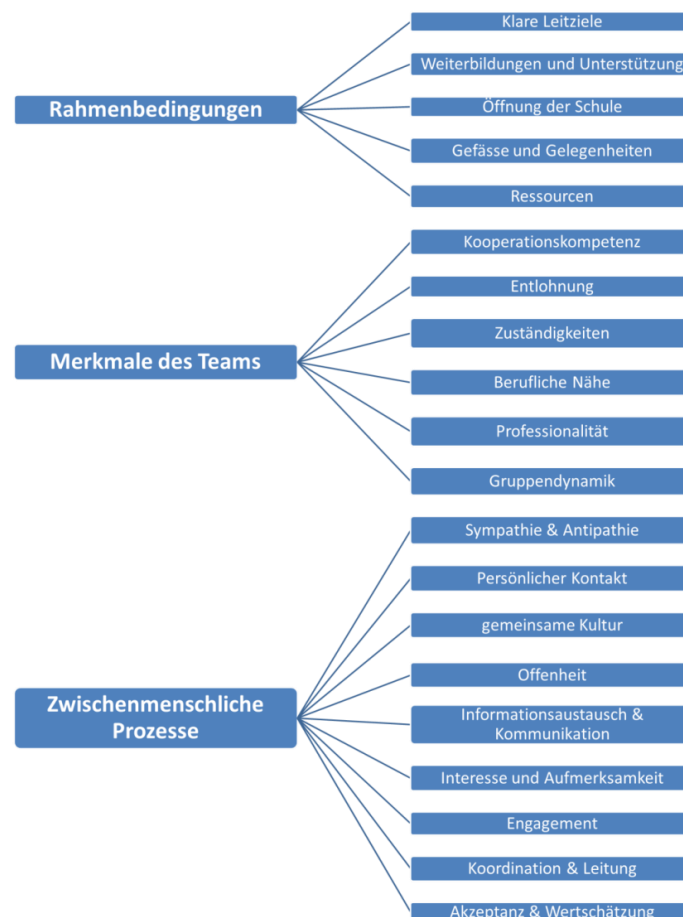 Rahmenbedingungen
Klare Leitziele
Weiterbildungen und Unterstützung
Öffnung der Schule
Gefässe und Gelegenheiten
Ressourcen
Merkmale des Teams
Kooperationskompetenz
Entlohnung
Zuständigkeiten
Berufliche Nähe
Professionalität
Gruppendynamik
Zwischenmenschliche
Prozesse
Sympathie & Antipathie
Persönlicher Kontakt
gemeinsame Kultur
Offenheit
Informationsaustausch &
Kommunikation
Interesse und Aufmerksamkeit
Engagement
Koordination & Leitung
Akzeptanz & Wertschätzung